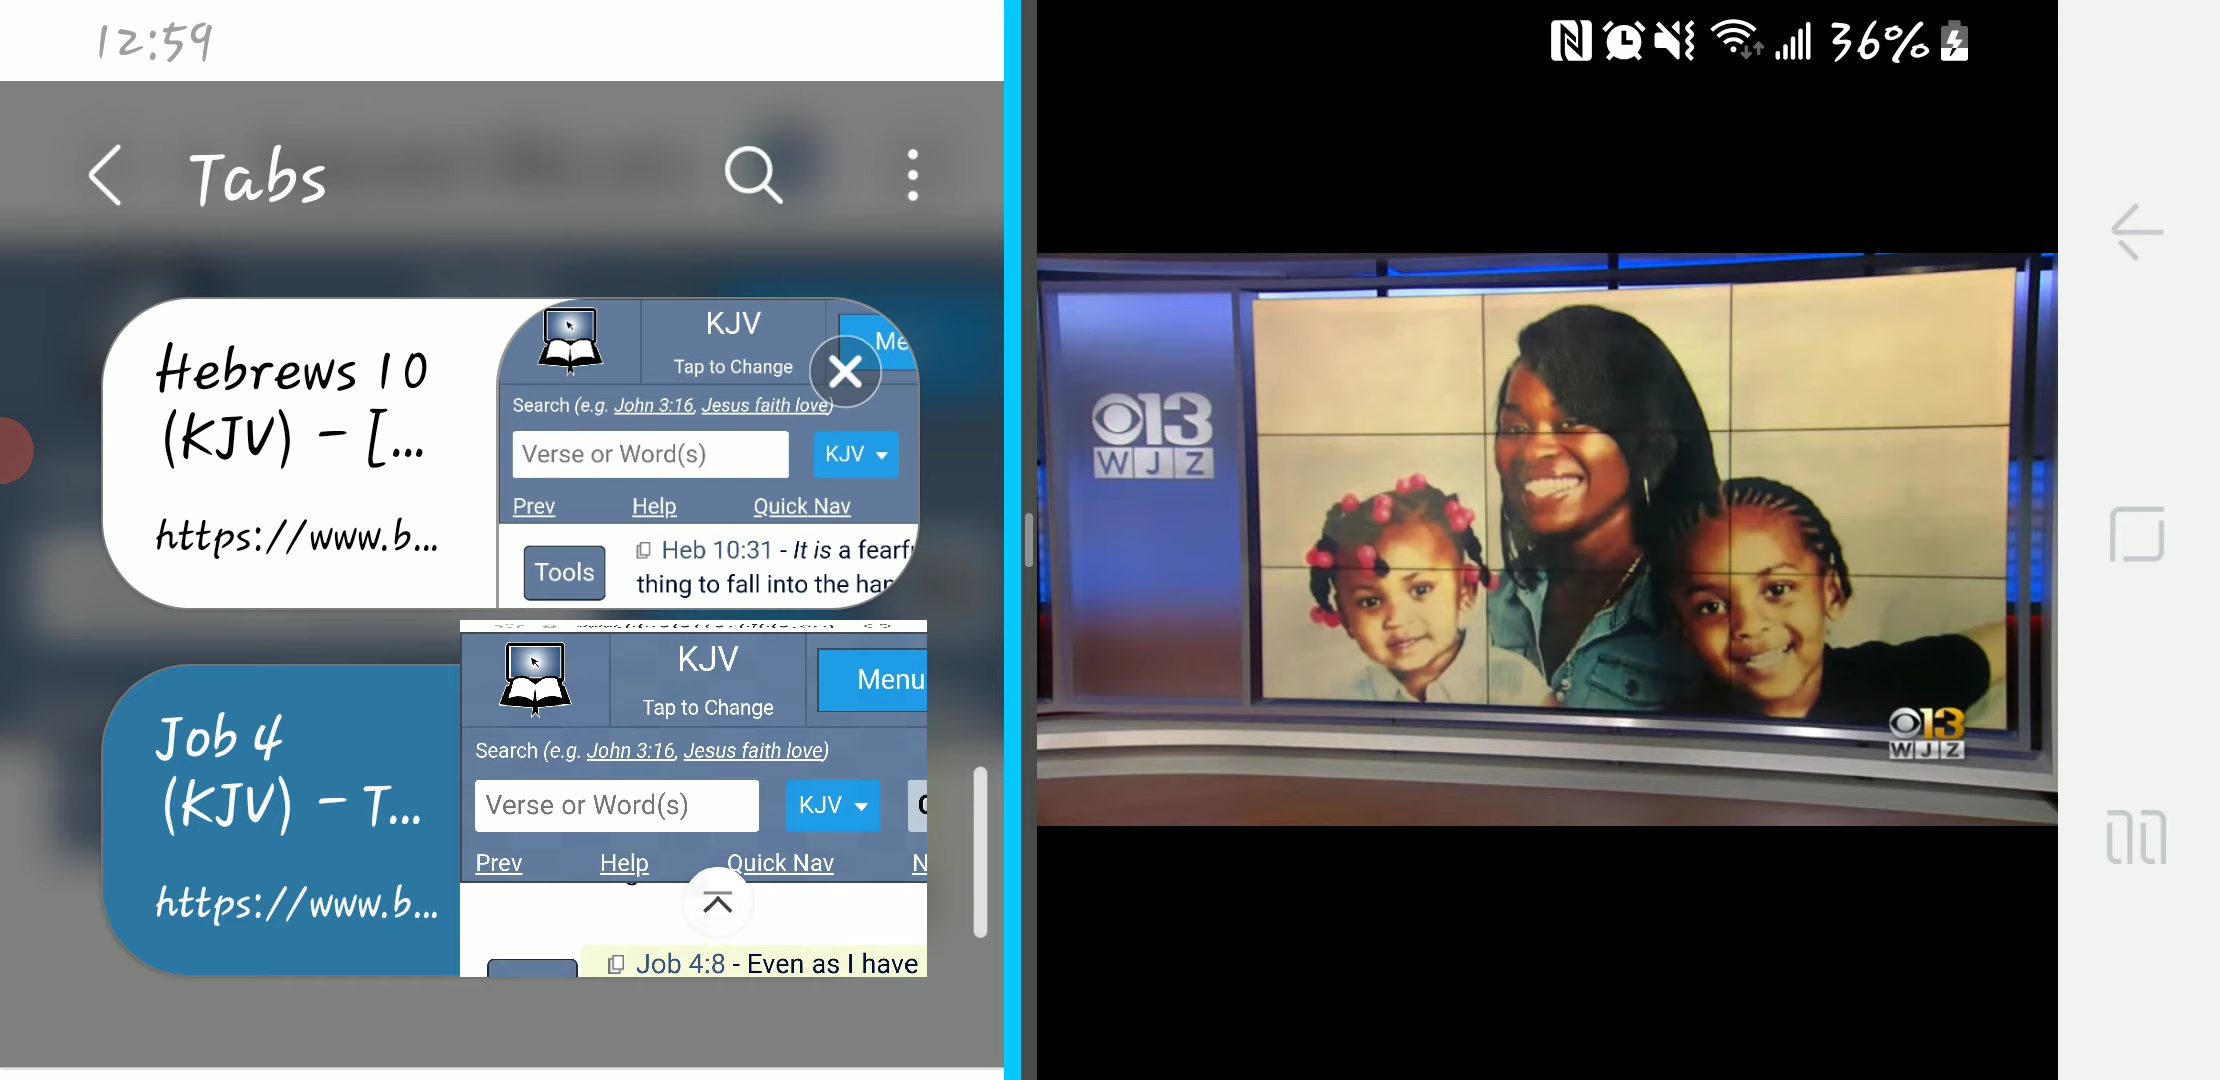 12:59
36%
Tabs
Hebrews 10
(KJV) - [...
https://www.b...
KJV
Me
Tap to Change
Search (e.g. John 3:16, Jesus faith love)
Verse or Word(s)
KJV
Prev Help Quick Nav
Tools
Heb 10:31 - It is a fearf
thing to fall into the har
Job 4
(KJV) - T...
https://www.b...
KJV
Menu
Tap to Change
Search (e.g. John 3:16, Jesus faith love)
Verse or Word(s)
KJV
Prev Help Quick Nav N
Job 4:8 - Even as I have
13
WJZ
13
WJZ